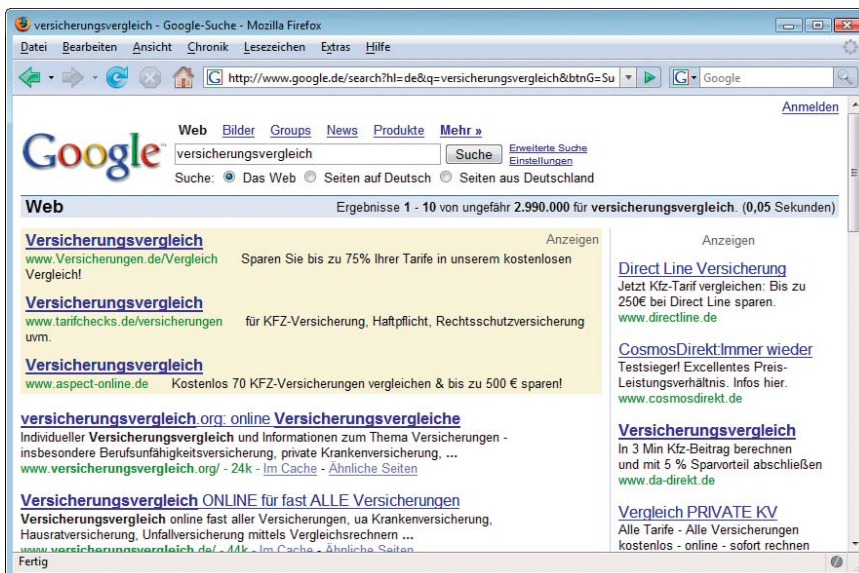 versicherungsvergleich - Google-Suche - Mozilla Firefox
Datei Bearbeiten Ansicht Chronik Lesezeichen Extras Hilfe
G http://www.google.de/search?hl=de&q=versicherungsvergleich&btnG=Su G Google
Anmelden
Web Bilder Groups News Produkte Mehr »
Google™ versicherungsvergleich Suche Erweiterte Suche
Einstellungen
Suche: Das Web Seiten auf Deutsch Seiten aus Deutschland
Web Ergebnisse 1 - 10 von ungefähr 2.990.000 für versicherungsvergleich. (0,05 Sekunden)
Versicherungsvergleich Anzeigen
www.Versicherungen.de/Vergleich Sparen Sie bis zu 75% Ihrer Tarife in unserem kostenlosen
Vergleich!
Versicherungsvergleich
www.tarifchecks.de/versicherungen für KFZ-Versicherung, Haftpflicht, Rechtsschutzversicherung
uvm.
Versicherungsvergleich
www.aspect-online.de Kostenlos 70 KFZ-Versicherungen vergleichen & bis zu 500 € sparen!
versicherungsvergleich.org: online Versicherungsvergleiche
Individueller Versicherungsvergleich und Informationen zum Thema Versicherungen -
insbesondere Berufsunfähigkeitsversicherung, private Krankenversicherung, ...
www.versicherungsvergleich.org/ - 24k - Im Cache - Ähnliche Seiten
Versicherungsvergleich ONLINE für fast ALLE Versicherungen
Versicherungsvergleich online fast aller Versicherungen, ua Krankenversicherung,
Hausratversicherung, Unfallversicherung mittels Vergleichsrechnern ...
www.versicherungsvergleich.de/ - 44k - Im Cache - Ähnliche Seiten
Anzeigen
Direct Line Versicherung
Jetzt Kfz-Tarif vergleichen: Bis zu
250€ bei Direct Line sparen.
www.directline.de
CosmosDirekt:Immer wieder
Testsieger! Excellentes Preis-
Leistungsverhältnis. Infos hier.
www.cosmosdirekt.de
Versicherungsvergleich
In 3 Min Kfz-Beitrag berechnen
und mit 5 % Sparvorteil abschließen
www.da-direkt.de
Vergleich PRIVATE KV
Alle Tarife - Alle Versicherungen
kostenlos - online - sofort rechnen
Fertig